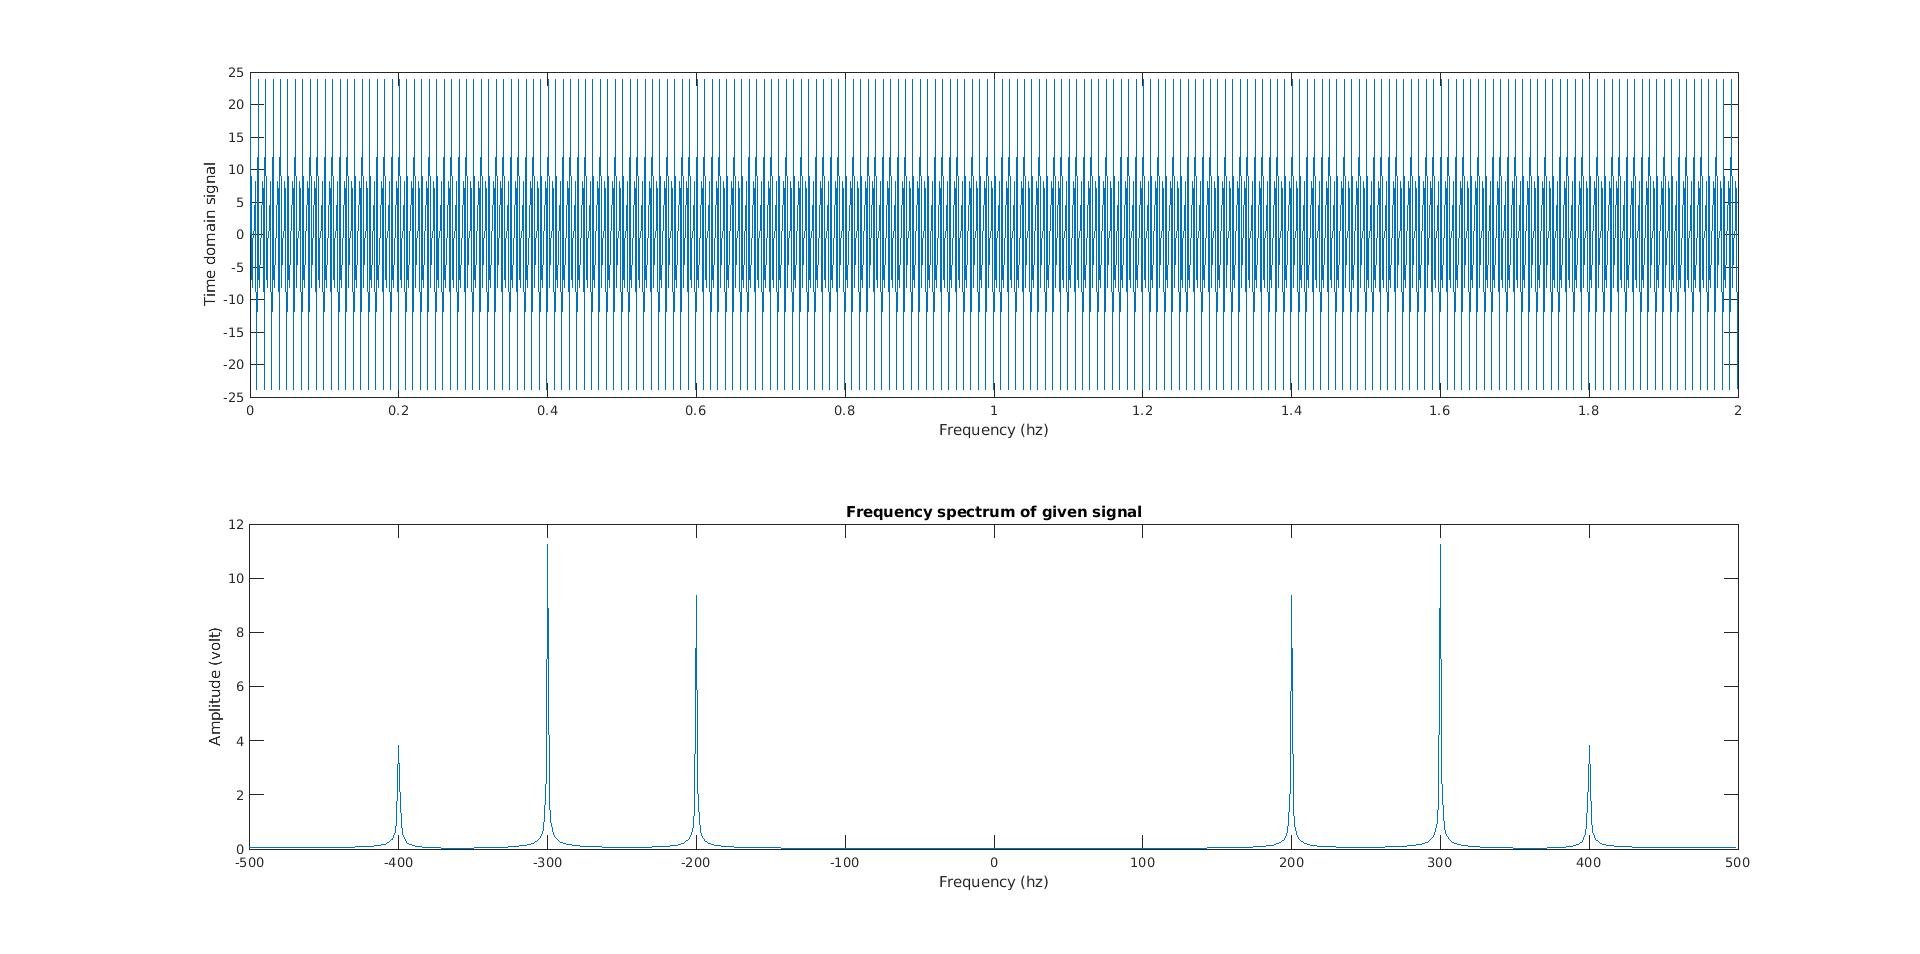 25
20
15
10
5
0
-5
-10
-15
-20
-25
Time domain signal
0 0.2 0.4 0.6 0.8 1 1.2 1.4 1.6 1.8 2
Frequency (hz)
Frequency spectrum of given signal
12
10
8
6
4
2
0
Amplitude (volt)
-500 -400 -300 -200 -100 0 100 200 300 400 500
Frequency (hz)